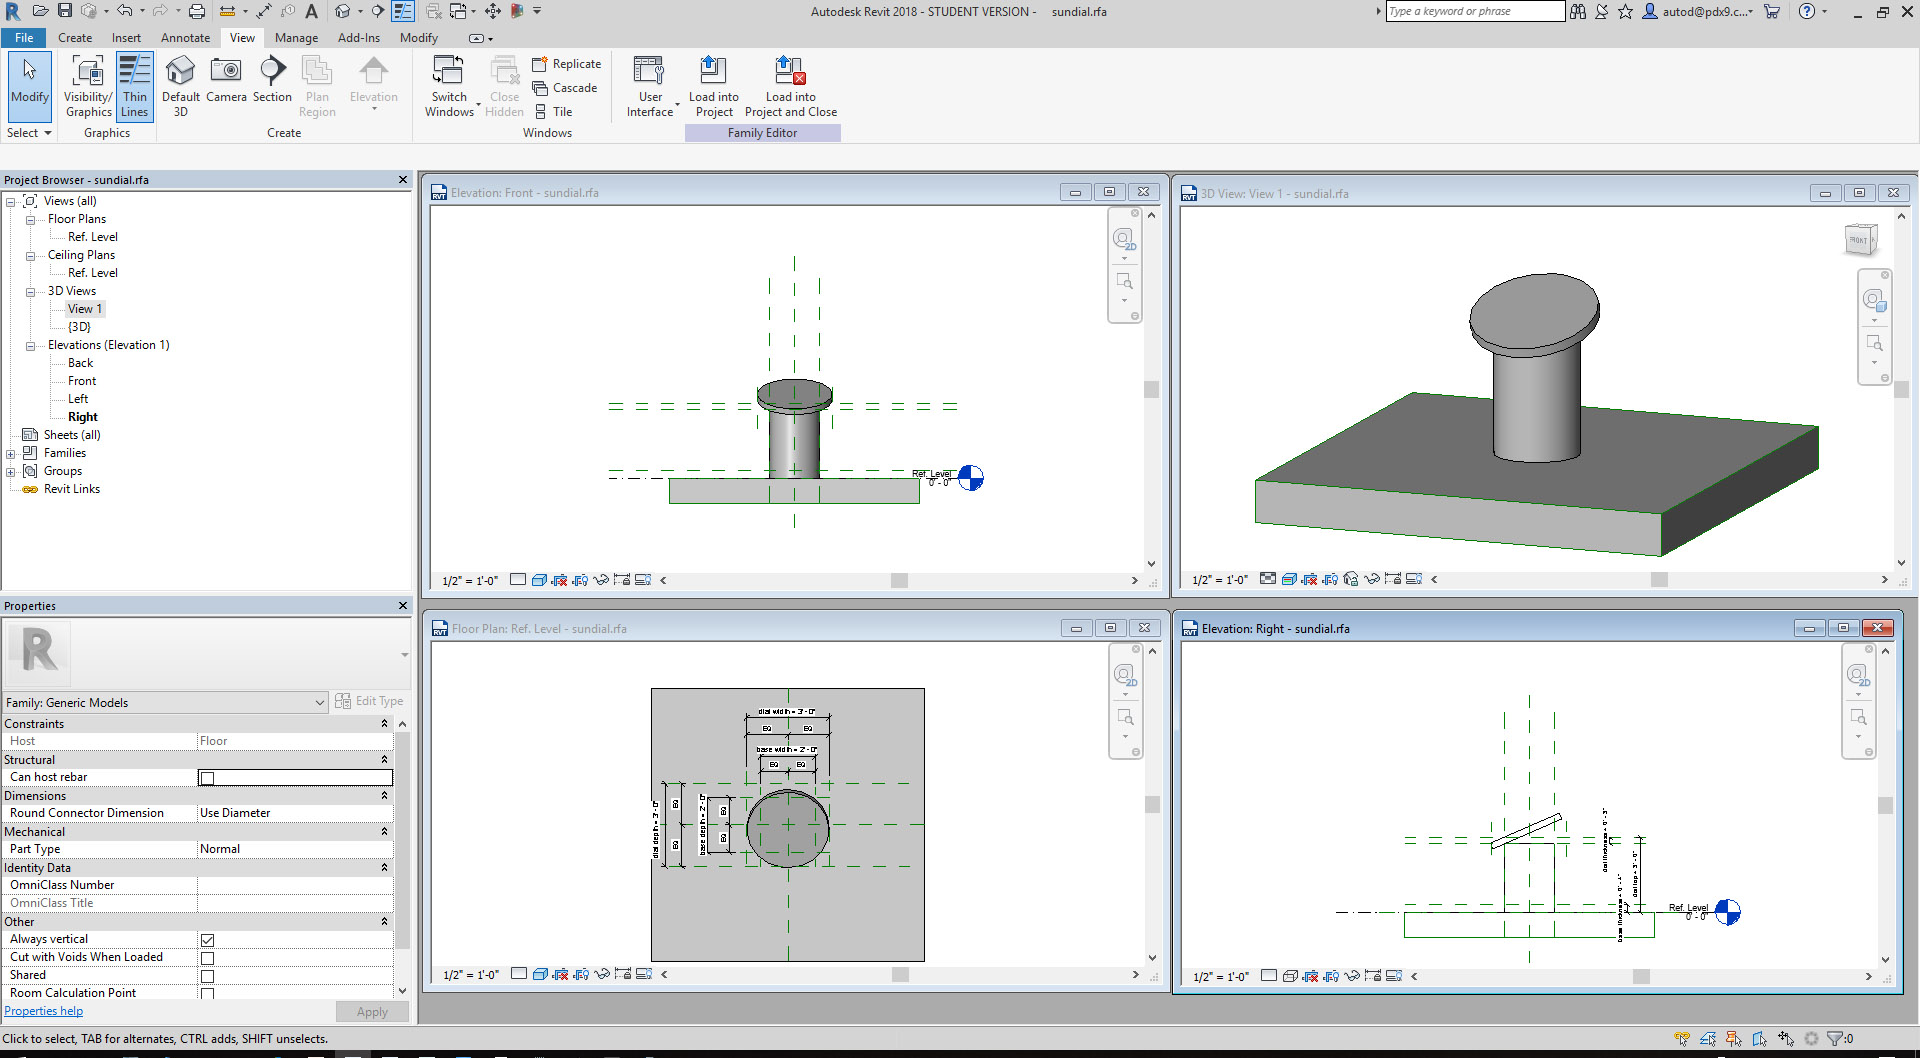 Autodesk Revit 2018 - STUDENT VERSION - sundial.rfa
Type a keyword or phrase
autod@pdx9.c...
File Create Insert Annotate View Manage Add-Ins Modify
Modify
Visibility/ Graphics
Thin Lines
Default 3D
Camera
Section
Plan Region
Elevation
Switch Windows
Close Hidden
Replicate
Cascade
Tile
User Interface
Load into Project
Load into Project and Close
Select
Graphics
Create
Windows
Family Editor
Project Browser - sundial.rfa
Views (all)
Floor Plans
Ref. Level
Ceiling Plans
Ref. Level
3D Views
View 1
{3D}
Elevations (Elevation 1)
Back
Front
Left
Right
Sheets (all)
Families
Groups
Revit Links
Properties
R
Family: Generic Models
Edit Type
Constraints
Host Floor
Structural
Can host rebar
Dimensions
Round Connector Dimension Use Diameter
Mechanical
Part Type Normal
Identity Data
OmniClass Number
OmniClass Title
Other
Always vertical
Cut with Voids When Loaded
Shared
Room Calculation Point
Properties help
Apply
Elevation: Front - sundial.rfa
2D
Ref. Level
0' - 0"
1/2" = 1'-0"
3D View: View 1 - sundial.rfa
FRONT
1/2" = 1'-0"
Floor Plan: Ref. Level - sundial.rfa
2D
dial width = 3' - 0"
EQ EQ
base width = 2' - 0"
EQ EQ
dial depth = 3' - 0"
EQ
EQ
base depth = 2' - 0"
EQ
EQ
1/2" = 1'-0"
Elevation: Right - sundial.rfa
2D
Ref. Level
0' - 0"
1/2" = 1'-0"
Click to select, TAB for alternates, CTRL adds, SHIFT unselects.
:0